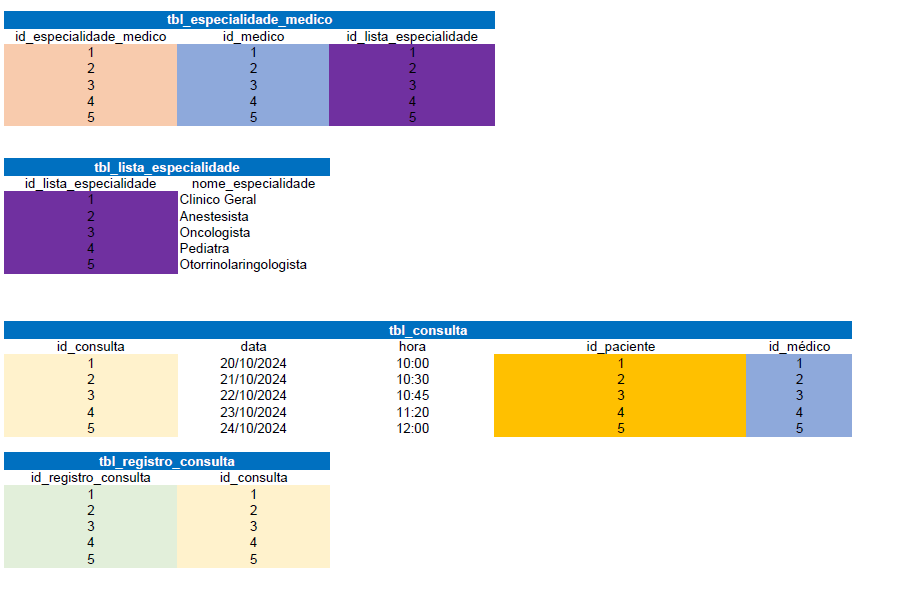 tbl_especialidade_medico
id_especialidade_medico id_medico id_lista_especialidade
1 1 1
2 2 2
3 3 3
4 4 4
5 5 5
tbl_lista_especialidade
id_lista_especialidade nome_especialidade
1 Clinico Geral
2 Anestesista
3 Oncologista
4 Pediatra
5 Otorrinolaringologista
tbl_consulta
id_consulta data hora id_paciente id_médico
1 20/10/2024 10:00 1 1
2 21/10/2024 10:30 2 2
3 22/10/2024 10:45 3 3
4 23/10/2024 11:20 4 4
5 24/10/2024 12:00 5 5
tbl_registro_consulta
id_registro_consulta id_consulta
1 1
2 2
3 3
4 4
5 5